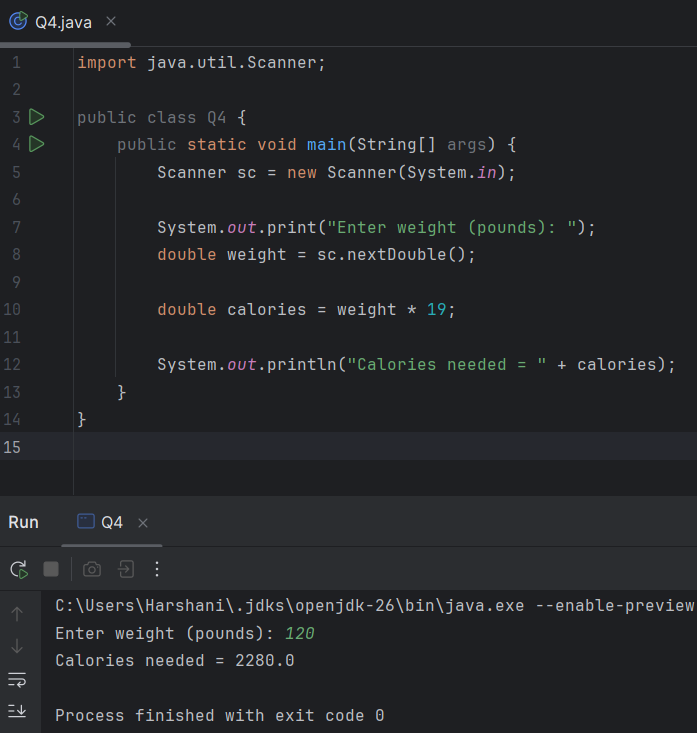 Q4.java
1 import java.util.Scanner;
2
3 public class Q4 {
4 public static void main(String[] args) {
5 Scanner sc = new Scanner(System.in);
6
7 System.out.print("Enter weight (pounds): ");
8 double weight = sc.nextDouble();
9
10 double calories = weight * 19;
11
12 System.out.println("Calories needed = " + calories);
13 }
14 }
15
Run Q4
C:\Users\Harshani\.jdks\openjdk-26\bin\java.exe --enable-preview
Enter weight (pounds): 120
Calories needed = 2280.0
Process finished with exit code 0